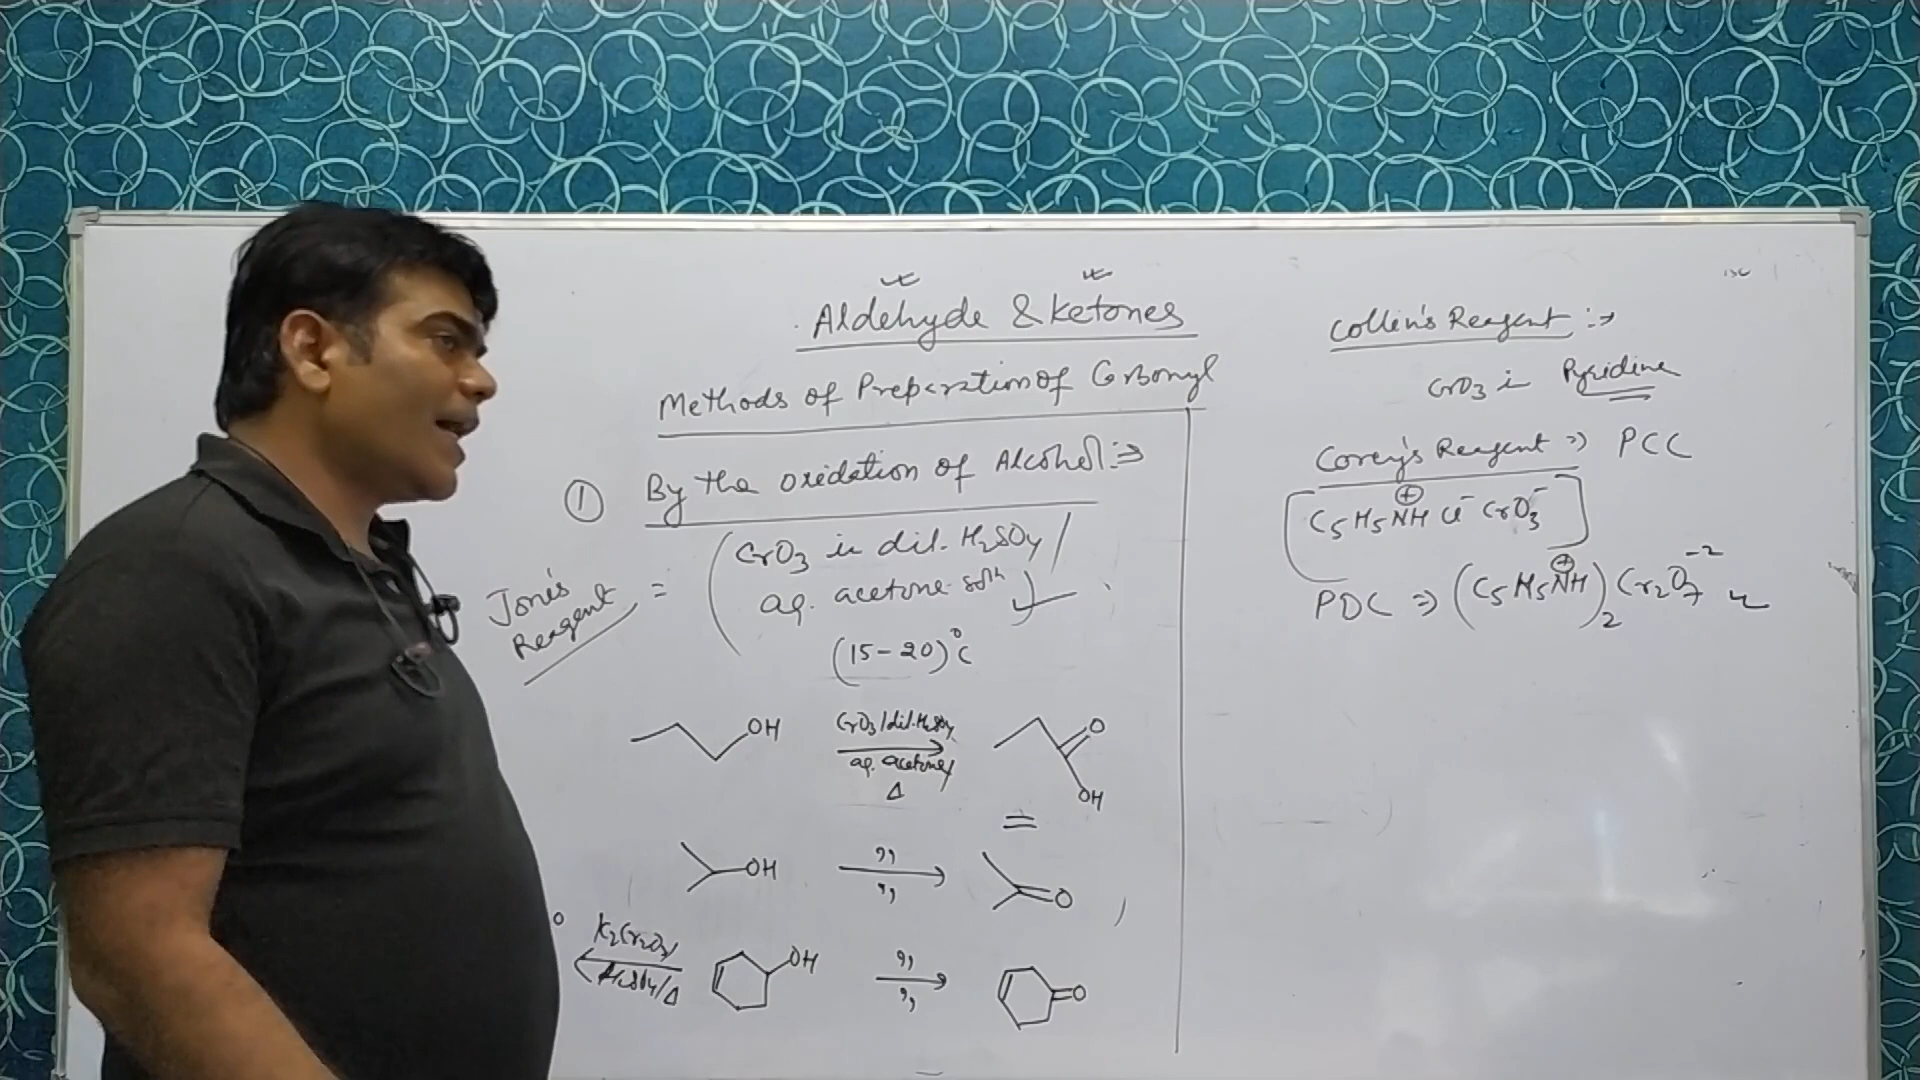 Aldehyde & Ketones
Methods of Preparation of Carbonyl
① By the oxidation of Alcohol :⇒
Jone's Reagent = (CrO3 in dil. H2SO4 /
aq. acetone soln)
(15-20)°C
OH CrO3/dil. H2SO4 O
aq. acetone/ OH
Δ
OH ,, O
,,
O K2Cr2O7/ OH ,, O
H2SO4/Δ ,,
Collin's Reagent :→
CrO3 in Pyridine
Corey's Reagent ⇒ PCC
C5H5N⊕H Cl- CrO3-
PDC ⇒ (C5H5N⊕H)2 Cr2O7-2